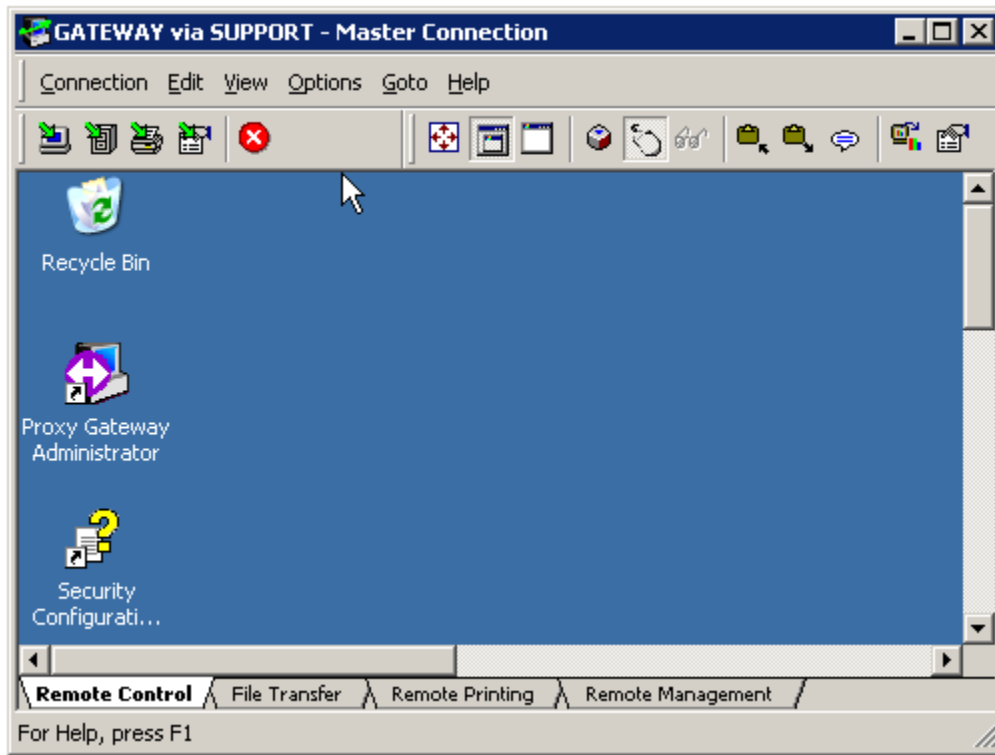 GATEWAY via SUPPORT - Master Connection
Connection Edit View Options Goto Help
Recycle Bin
Proxy Gateway
Administrator
Security
Configurati...
Remote Control File Transfer Remote Printing Remote Management
For Help, press F1